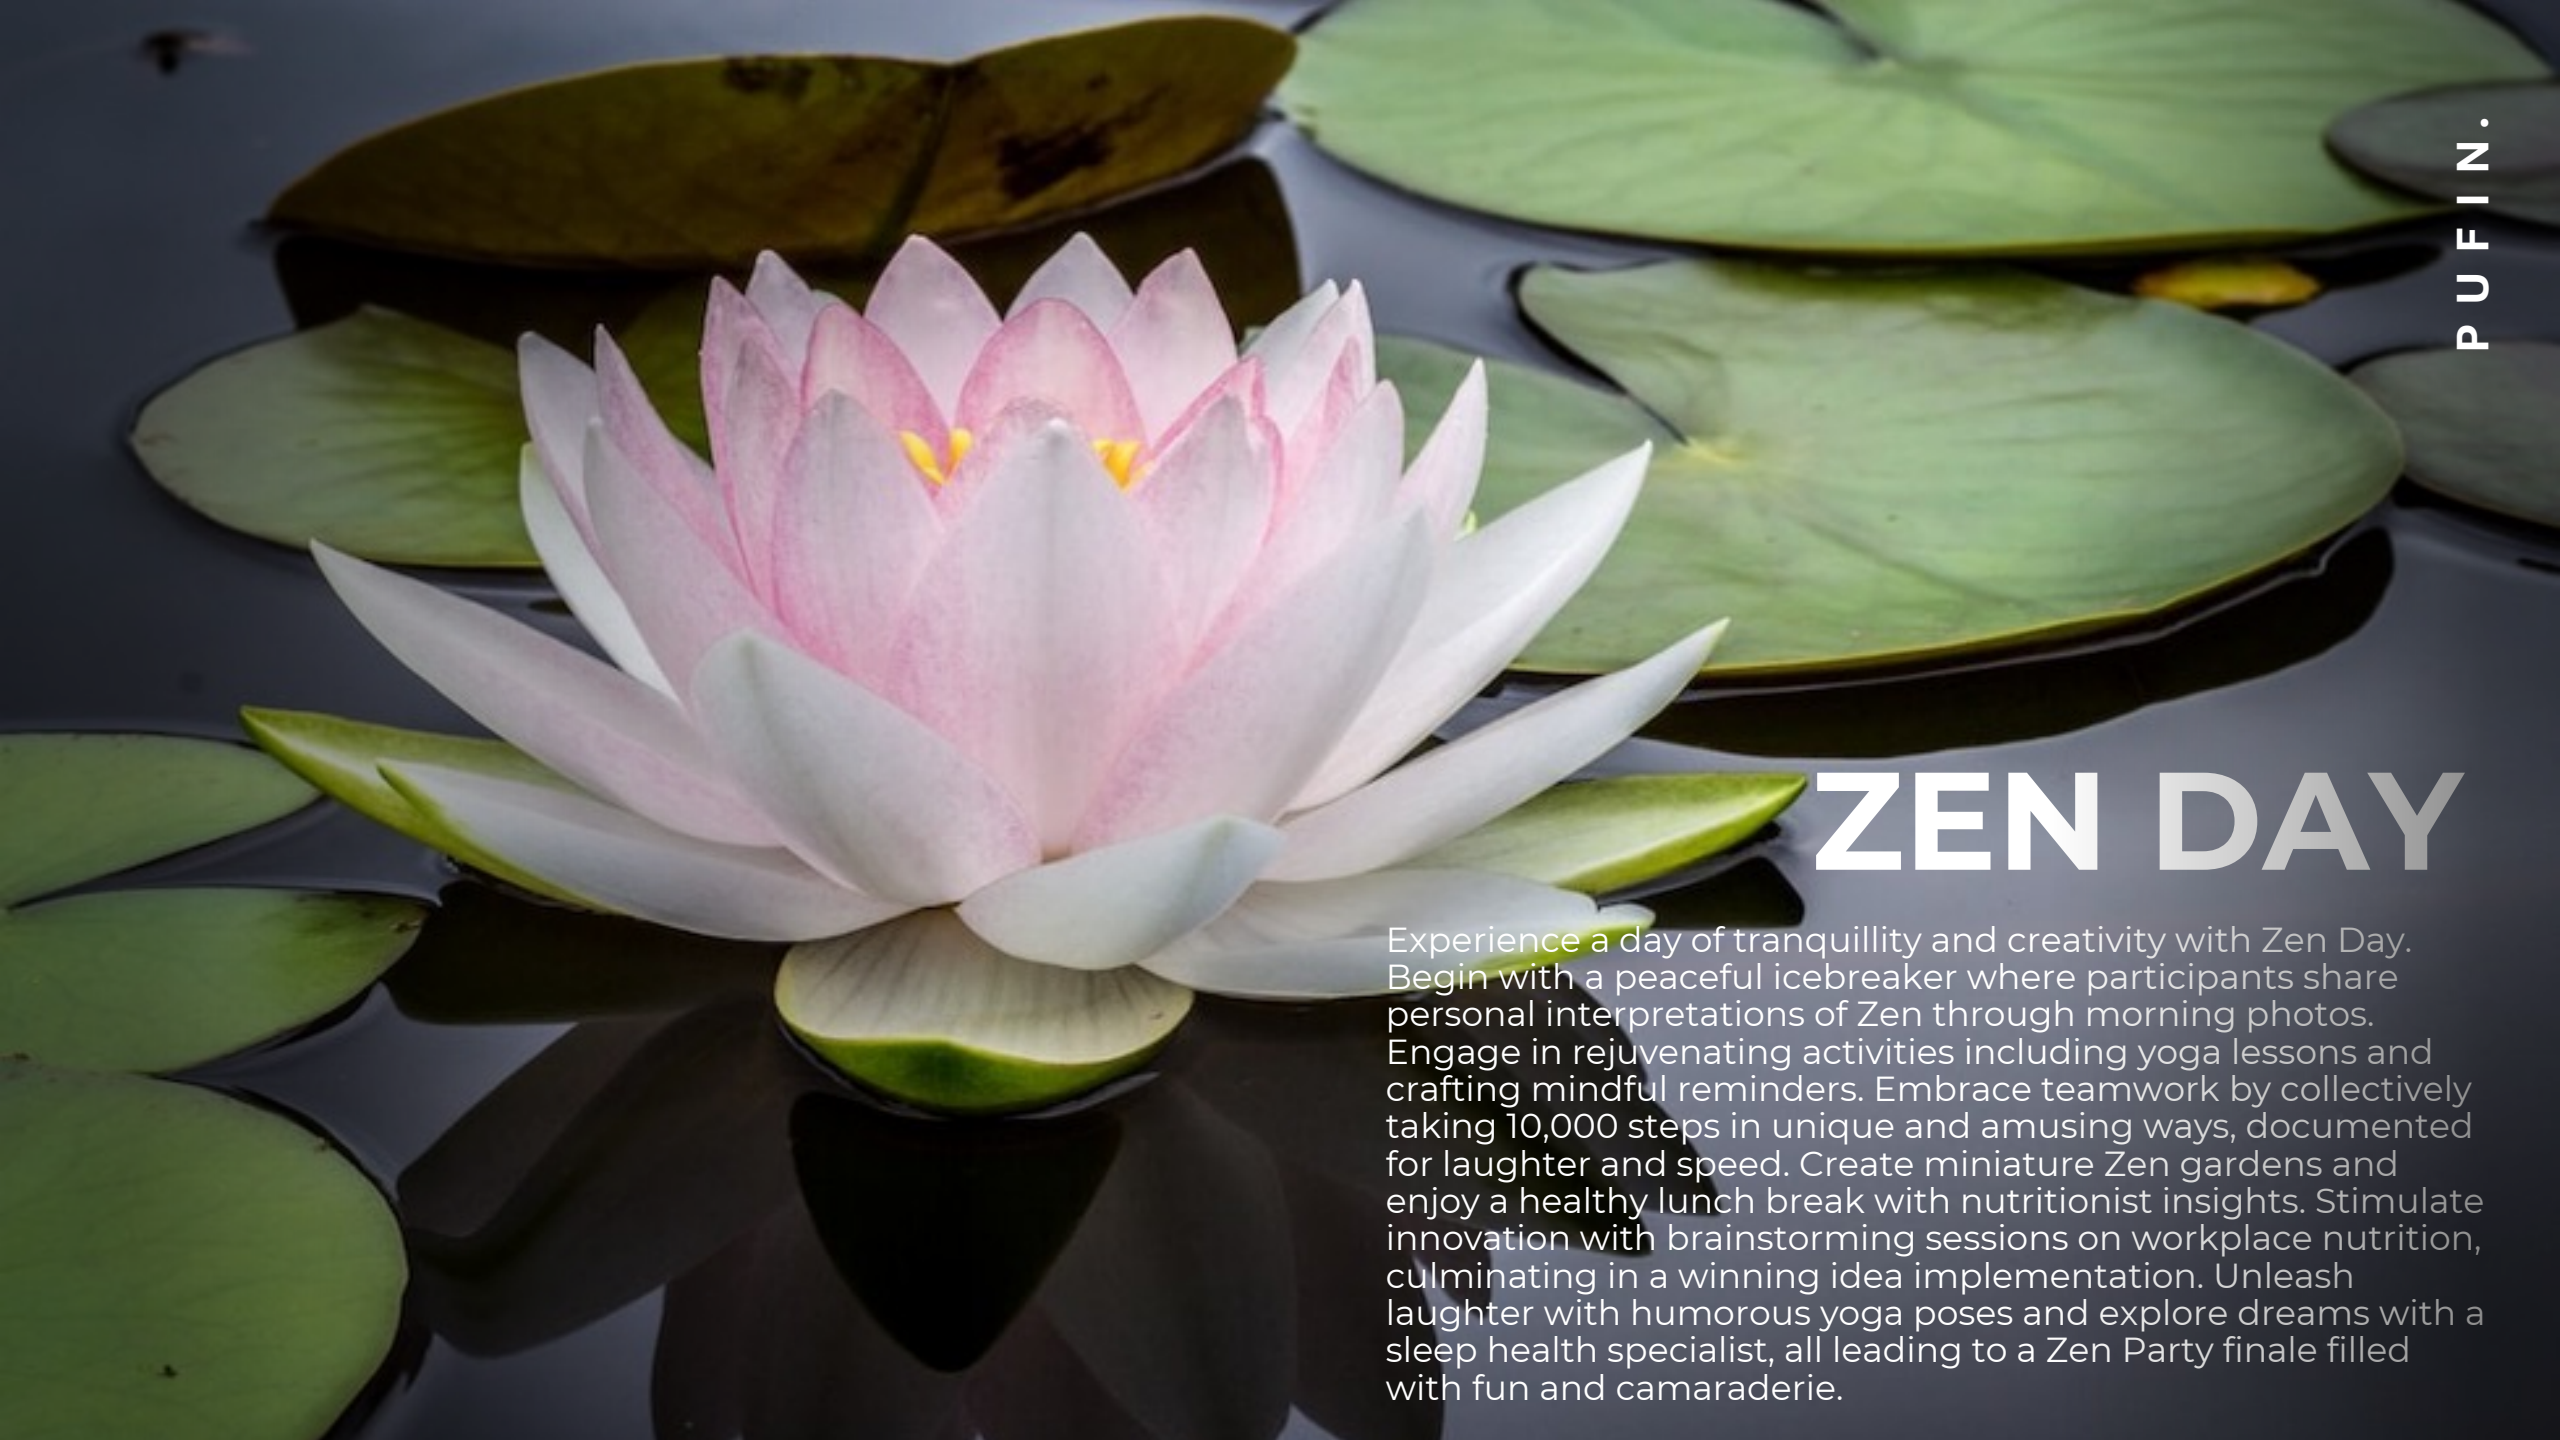 PUFIN.
ZEN DAY
Experience a day of tranquillity and creativity with Zen Day.
Begin with a peaceful icebreaker where participants share
personal interpretations of Zen through morning photos.
Engage in rejuvenating activities including yoga lessons and
crafting mindful reminders. Embrace teamwork by collectively
taking 10,000 steps in unique and amusing ways, documented
for laughter and speed. Create miniature Zen gardens and
enjoy a healthy lunch break with nutritionist insights. Stimulate
innovation with brainstorming sessions on workplace nutrition,
culminating in a winning idea implementation. Unleash
laughter with humorous yoga poses and explore dreams with a
sleep health specialist, all leading to a Zen Party finale filled
with fun and camaraderie.